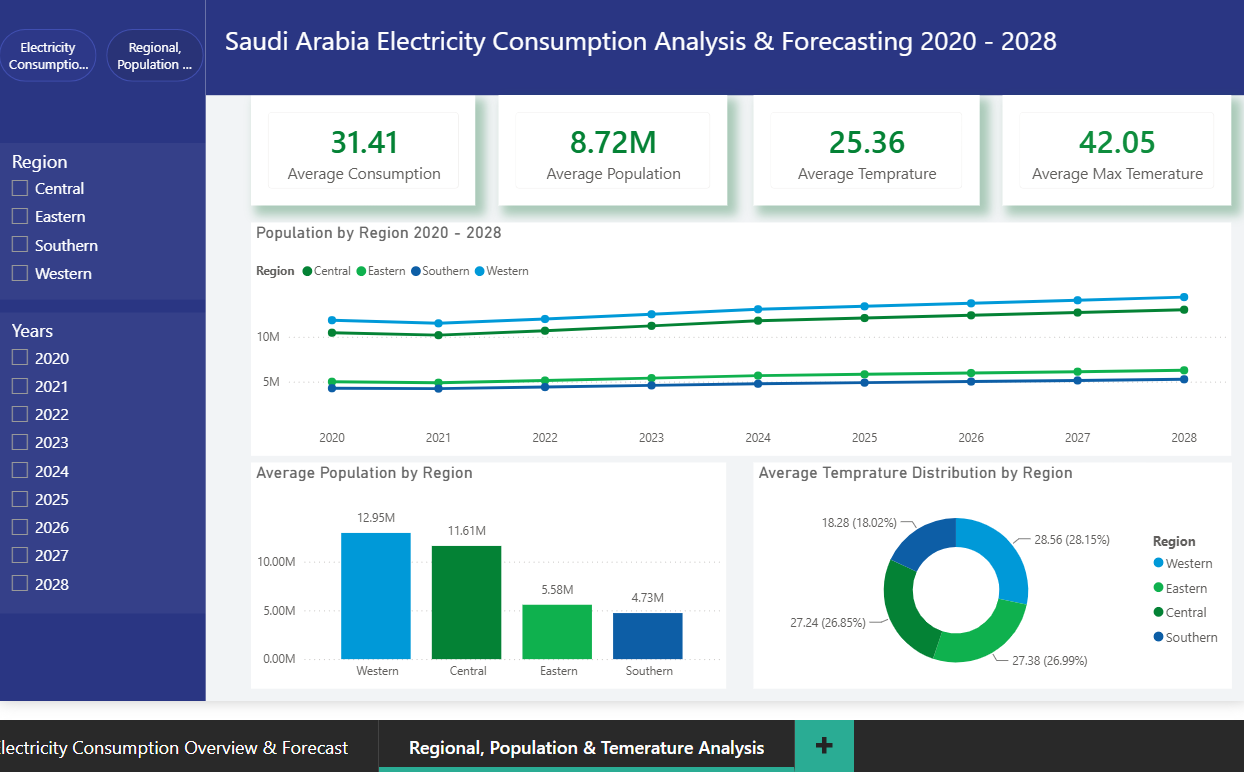 Electricity
Consumptio...
Regional,
Population ...
Saudi Arabia Electricity Consumption Analysis & Forecasting 2020 - 2028
Region
Central
Eastern
Southern
Western
Years
2020
2021
2022
2023
2024
2025
2026
2027
2028
31.41
Average Consumption
8.72M
Average Population
25.36
Average Temprature
42.05
Average Max Temerature
Population by Region 2020 - 2028
Region Central Eastern Southern Western
10M
5M
2020 2021 2022 2023 2024 2025 2026 2027 2028
Average Population by Region
12.95M
11.61M
5.58M
4.73M
10.00M
5.00M
0.00M
Western Central Eastern Southern
Average Temprature Distribution by Region
18.28 (18.02%)
28.56 (28.15%)
27.24 (26.85%)
27.38 (26.99%)
Region
Western
Eastern
Central
Southern
lectricity Consumption Overview & Forecast
Regional, Population & Temerature Analysis
+